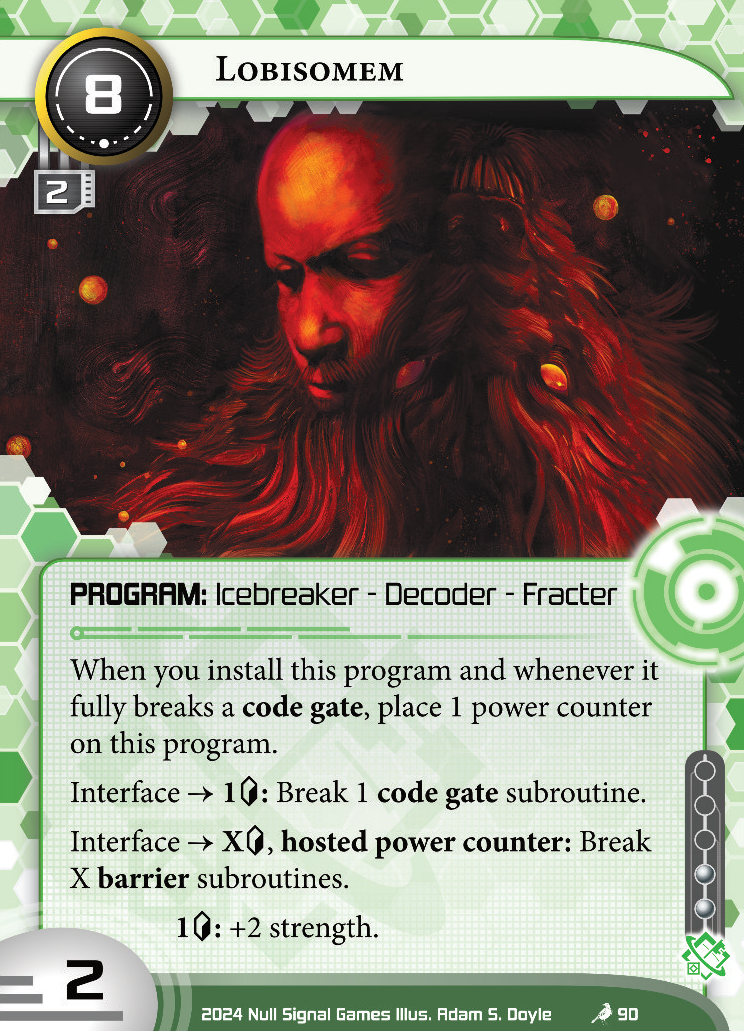 8
Lobisomem
2
PROGRAM: Icebreaker - Decoder - Fracter
When you install this program and whenever it
fully breaks a code gate, place 1 power counter
on this program.
Interface → 1: Break 1 code gate subroutine.
Interface → X, hosted power counter: Break
X barrier subroutines.
1: +2 strength.
2
2024 Null Signal Games Illus. Adam S. Doyle
90